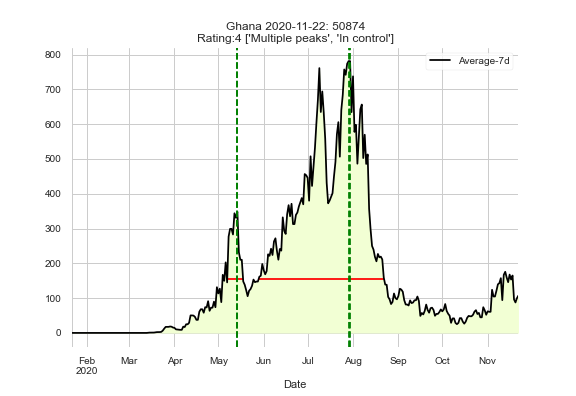 Ghana 2020-11-22: 50874
Rating:4 ['Multiple peaks', 'In control']
Average-7d
800
700
600
500
400
300
200
100
0
Feb Mar Apr May Jun Jul Aug Sep Oct Nov
2020
Date